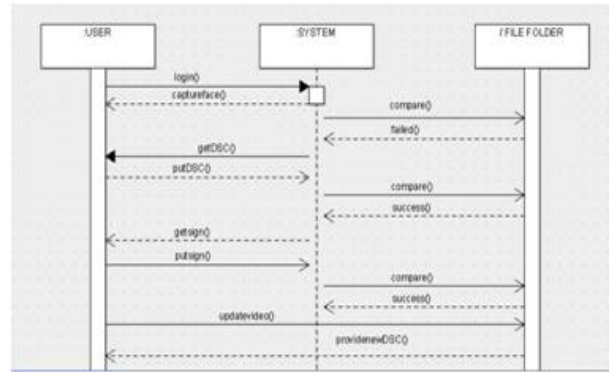 :USER
:SYSTEM
/:FILE FOLDER
login()
captureface()
compare()
failed()
getDSC()
putDSC()
compare()
success()
getsign()
putsign()
compare()
success()
updatevideo()
providenewDSC()